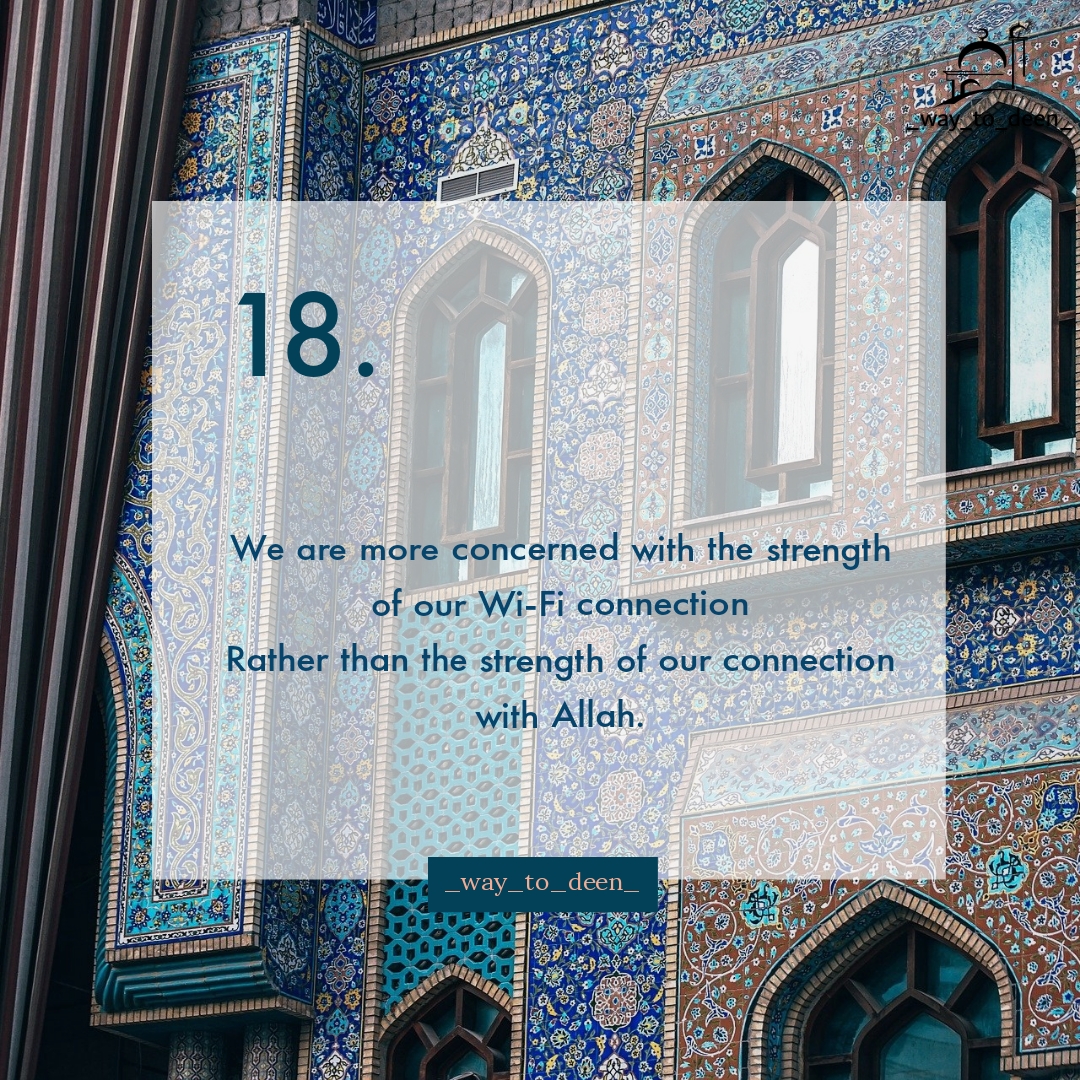 _way_to_deen_
18.
We are more concerned with the strength
of our Wi-Fi connection
Rather than the strength of our connection
with Allah.
_way_to_deen_